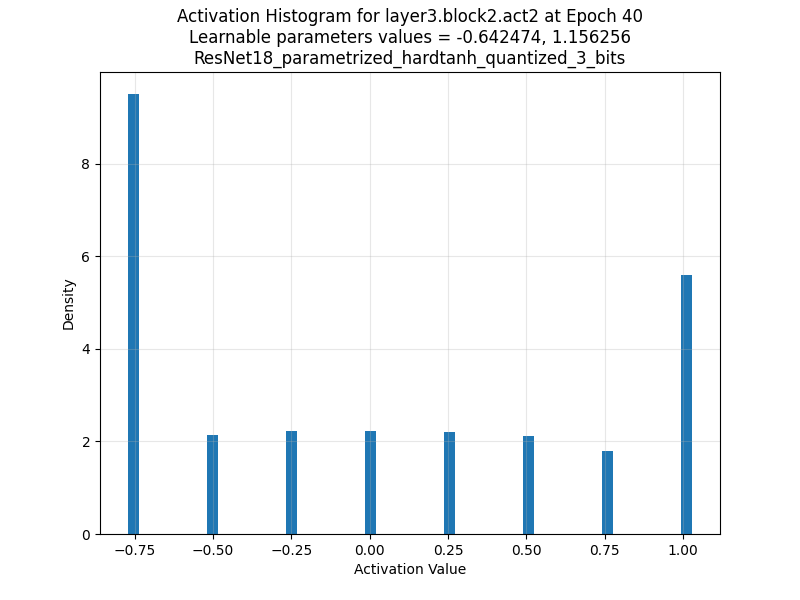 Activation Histogram for layer3.block2.act2 at Epoch 40
Learnable parameters values = -0.642474, 1.156256
ResNet18_parametrized_hardtanh_quantized_3_bits
8
6
4
2
0
Density
−0.75 −0.50 −0.25 0.00 0.25 0.50 0.75 1.00
Activation Value